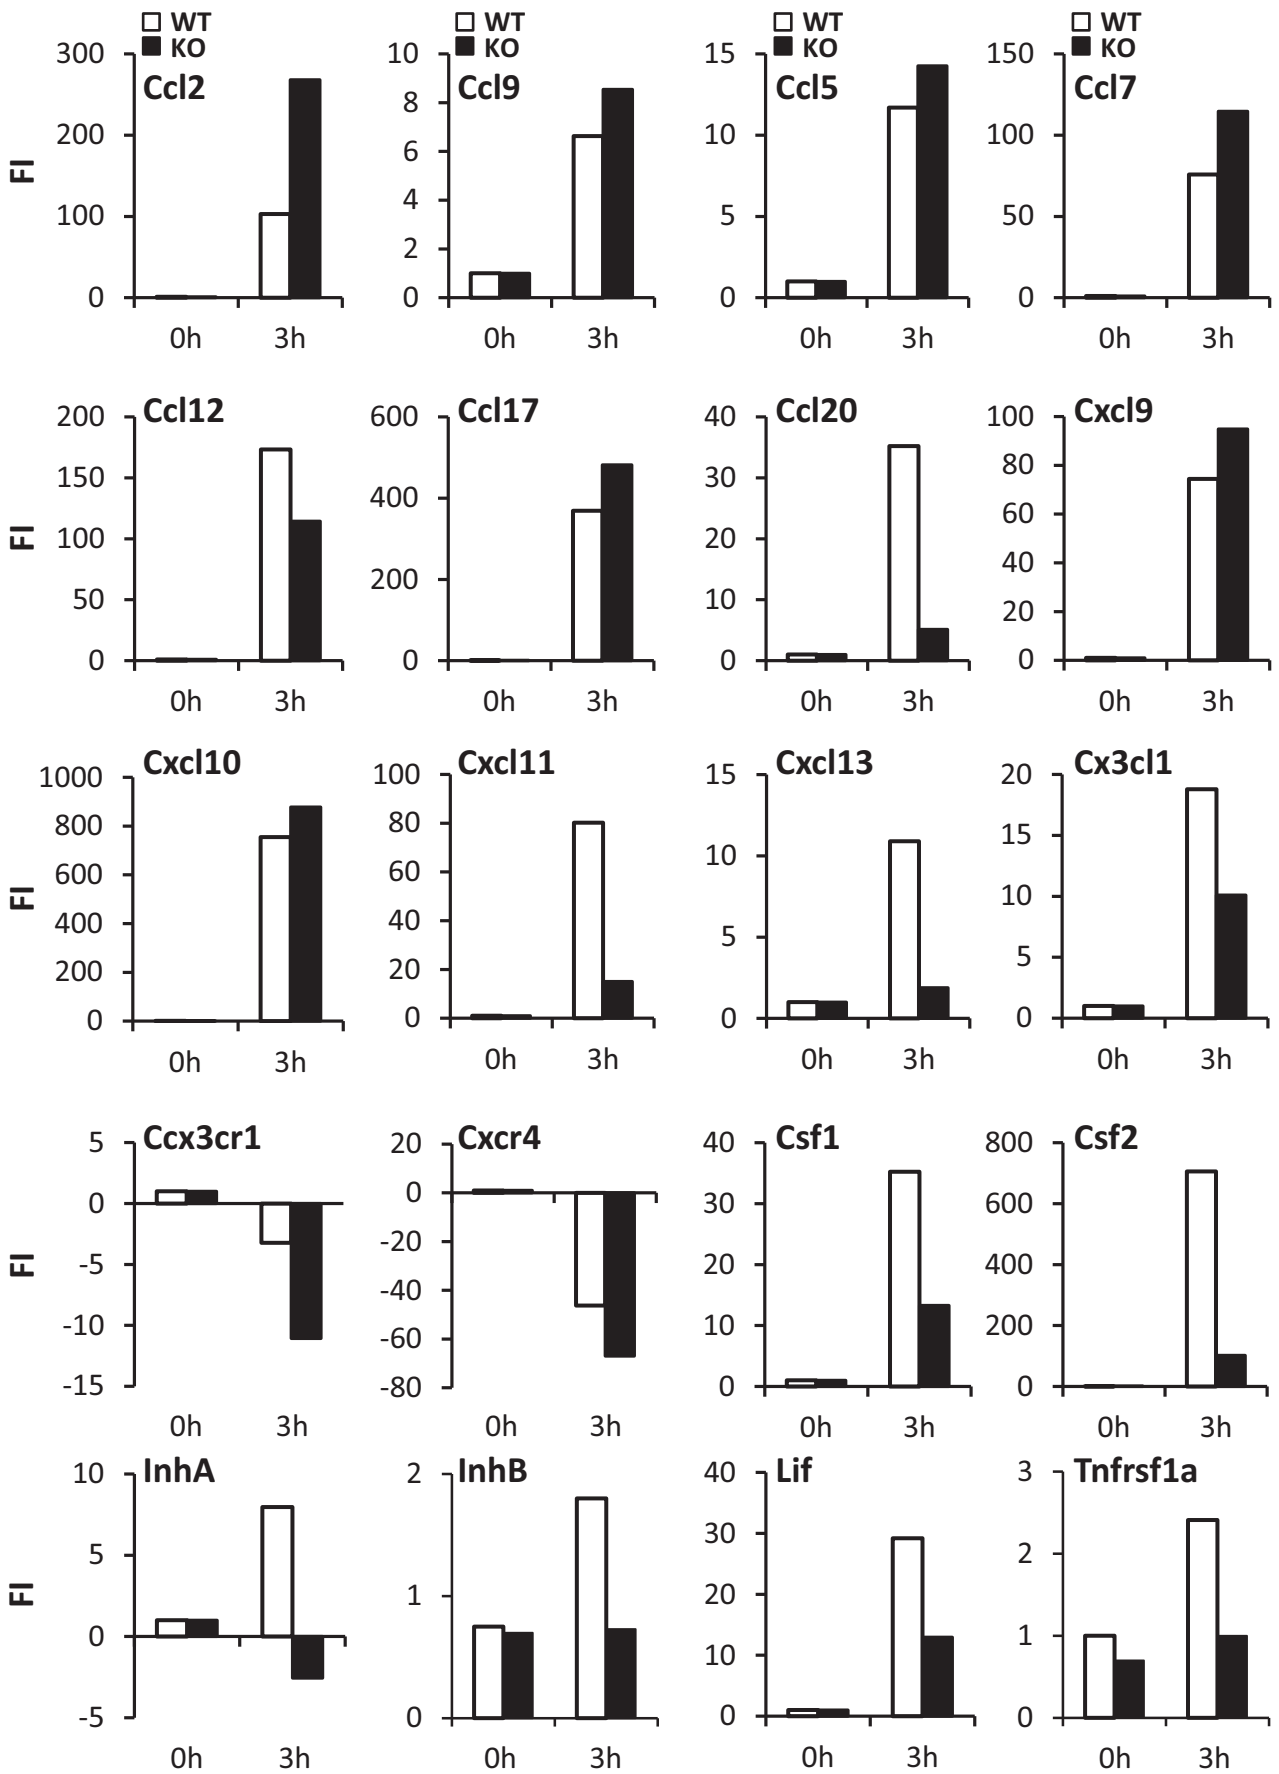 WT WT WT WT
KO KO KO KO
300 10 15 150
Ccl2 Ccl9 Ccl5 Ccl7
8
200 10 100
6
FI
4
100 5 50
2
0 0 0 0
0h 3h 0h 3h 0h 3h 0h 3h
Ccl12 Ccl17 Ccl20 Cxcl9
200 600 40 100
80
150 30
400
60
FI
100 20
40
200
50 10
20
0 0 0 0
0h 3h 0h 3h 0h 3h 0h 3h
Cxcl10 Cxcl11 Cxcl13 Cx3cl1
1000 100 15 20
800 80
15
10
600 60
FI
10
400 40
5
5
200 20
0 0 0 0
0h 3h 0h 3h 0h 3h 0h 3h
Ccx3cr1 Cxcr4 Csf1 Csf2
5 20 40 800
0 0 30 600
-20
FI
-5 20 400
-40
-10 10 200
-60
-15 -80 0 0
0h 3h 0h 3h 0h 3h 0h 3h
InhA InhB Lif Tnfrsf1a
10 2 40 3
30
5 2
FI
1 20
0 1
10
-5 0 0 0
0h 3h 0h 3h 0h 3h 0h 3h